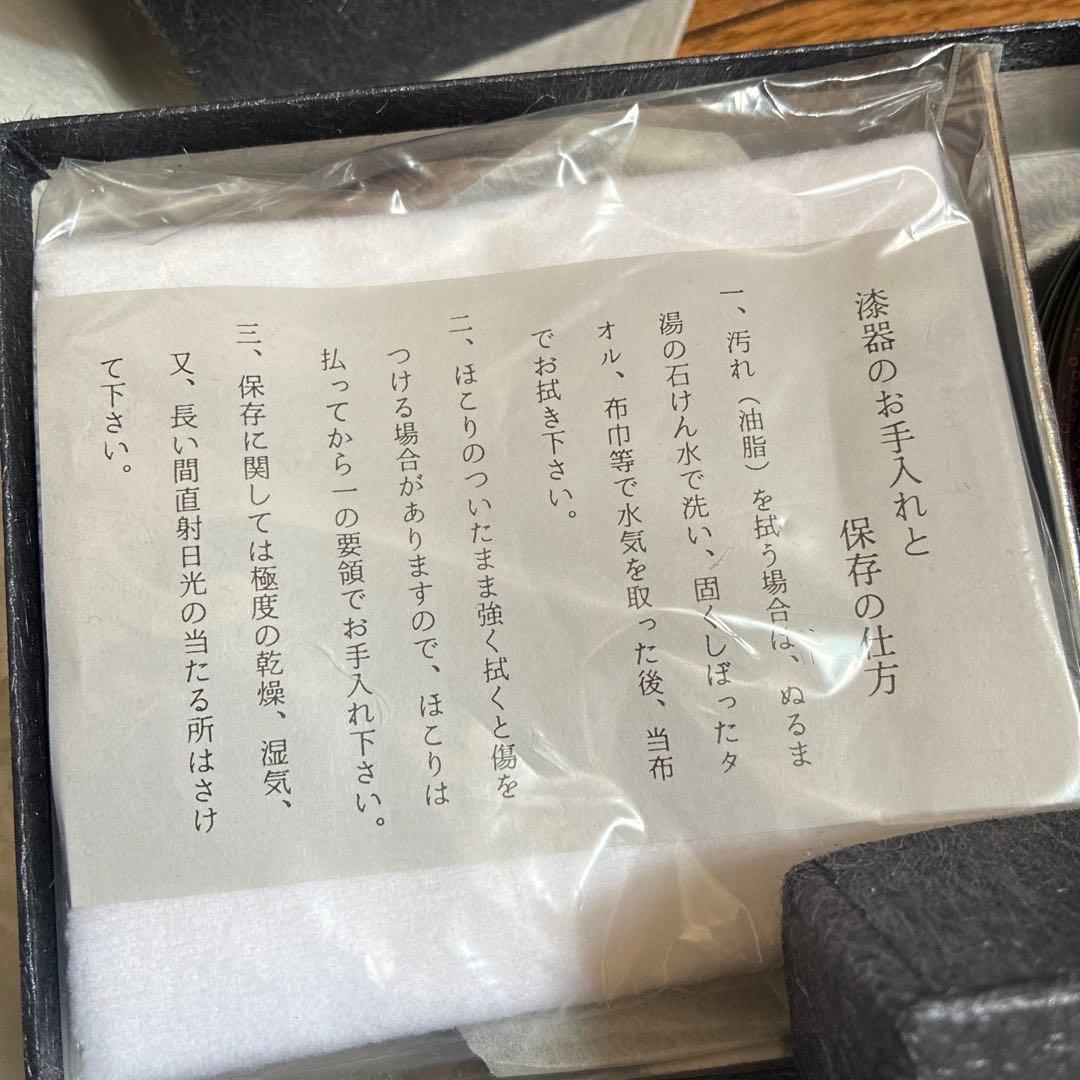 漆器のお手入れと
保存の仕方
一、汚れ（油脂）を拭う場合は、ぬるま
湯の石けん水で洗い、固くしぼったタ
オル、布巾等で水気を取った後、当布
でお拭き下さい。
二、ほこりのついたまま強く拭くと傷を
つける場合がありますので、ほこりは
払ってから一の要領でお手入れ下さい。
三、保存に関しては極度の乾燥、湿気、
又、長い間直射日光の当たる所はさけ
て下さい。